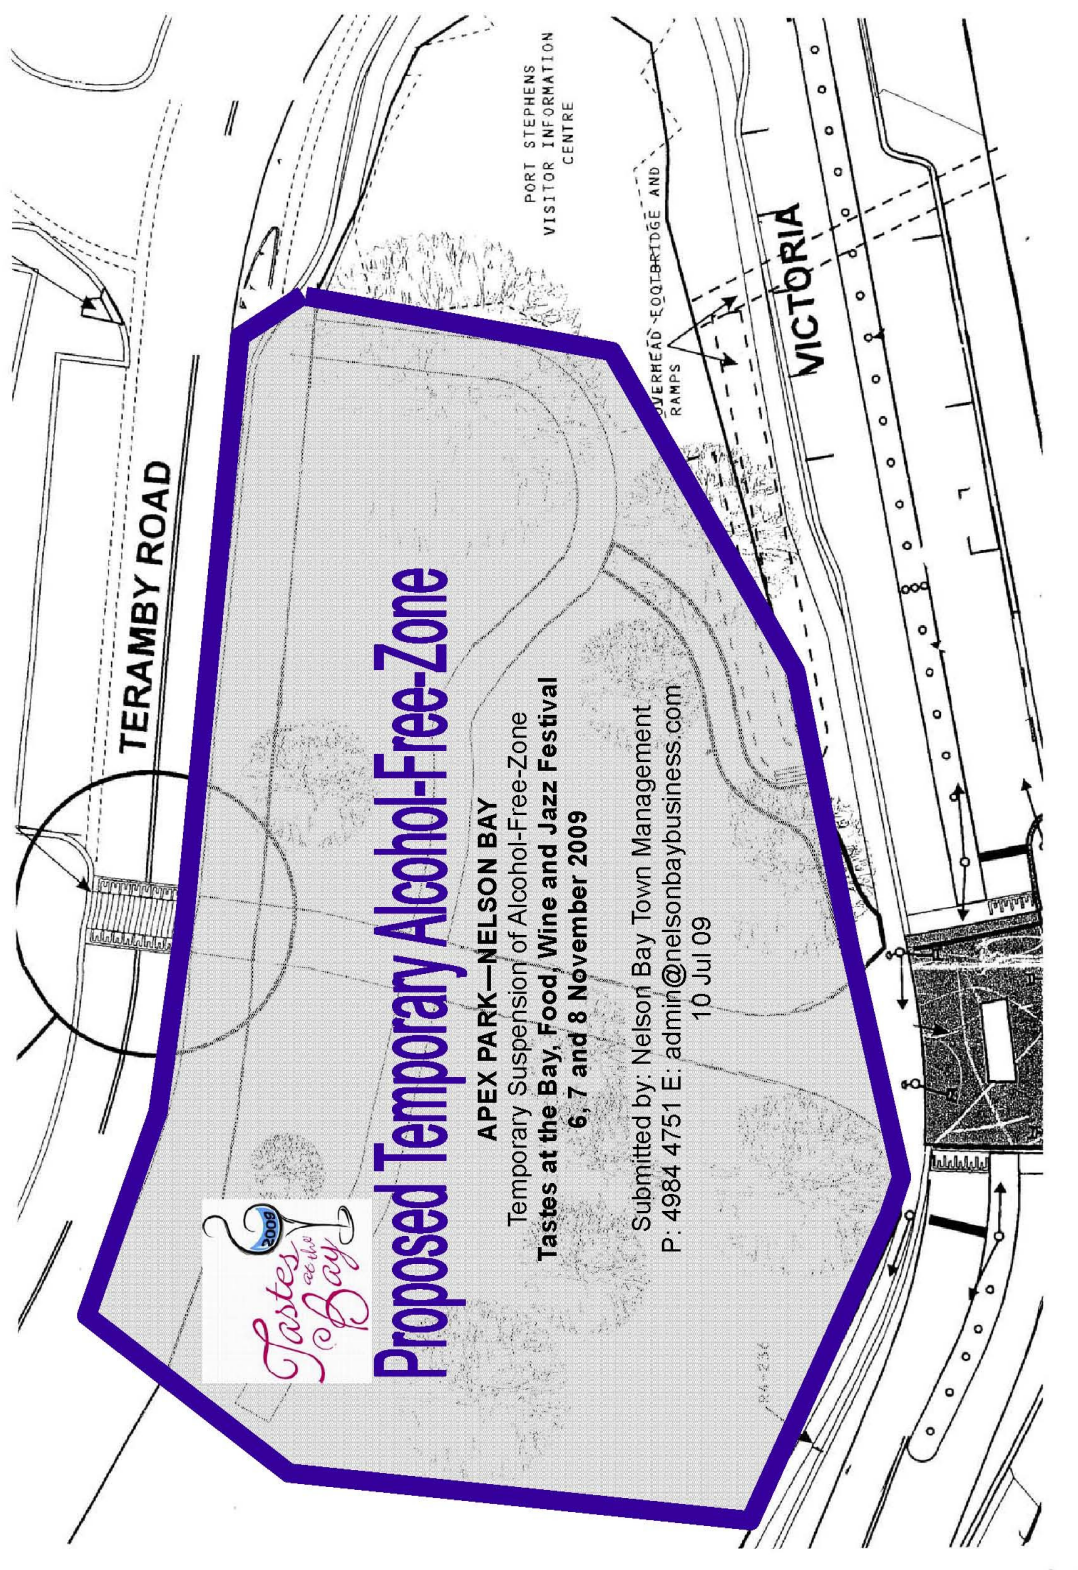 TERAMBY ROAD
PORT STEPHENS
VISITOR INFORMATION
CENTRE
OVERHEAD FOOTBRIDGE AND
RAMPS
VICTORIA
Tastes
at the
Bay
2009
Proposed Temporary Alcohol-Free-Zone
APEX PARK—NELSON BAY
Temporary Suspension of Alcohol-Free-Zone
Tastes at the Bay, Food, Wine and Jazz Festival
6, 7 and 8 November 2009
Submitted by: Nelson Bay Town Management
P: 4984 4751 E: admin@nelsonbaybusiness.com
10 Jul 09